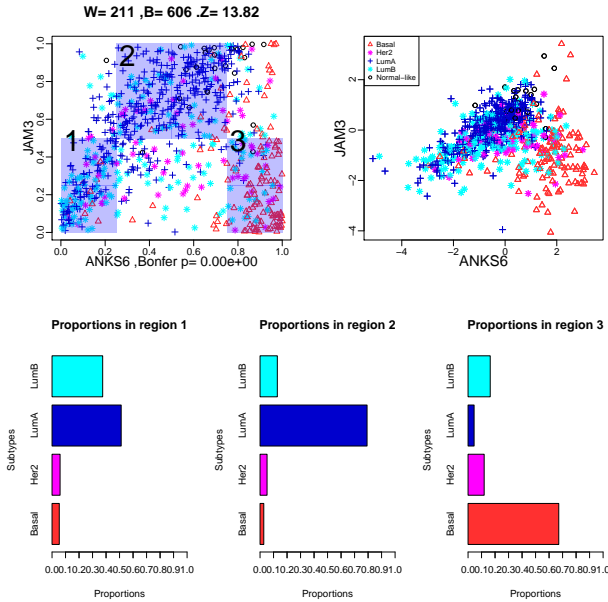 W= 211 ,B= 606 .Z= 13.82
JAM3
0.0 0.2 0.4 0.6 0.8 1.0
1
2
3
0.0 0.2 0.4 0.6 0.8 1.0
ANKS6 ,Bonfer p= 0.00e+00
Basal
Her2
LumA
LumB
Normal-like
JAM3
−4 −2 0 2
−4 −2 0 2
ANKS6
Proportions in region 1
Subtypes
LumB
LumA
Her2
Basal
0.00.10.20.30.40.50.60.70.80.91.0
Proportions
Proportions in region 2
Subtypes
LumB
LumA
Her2
Basal
0.00.10.20.30.40.50.60.70.80.91.0
Proportions
Proportions in region 3
Subtypes
LumB
LumA
Her2
Basal
0.00.10.20.30.40.50.60.70.80.91.0
Proportions